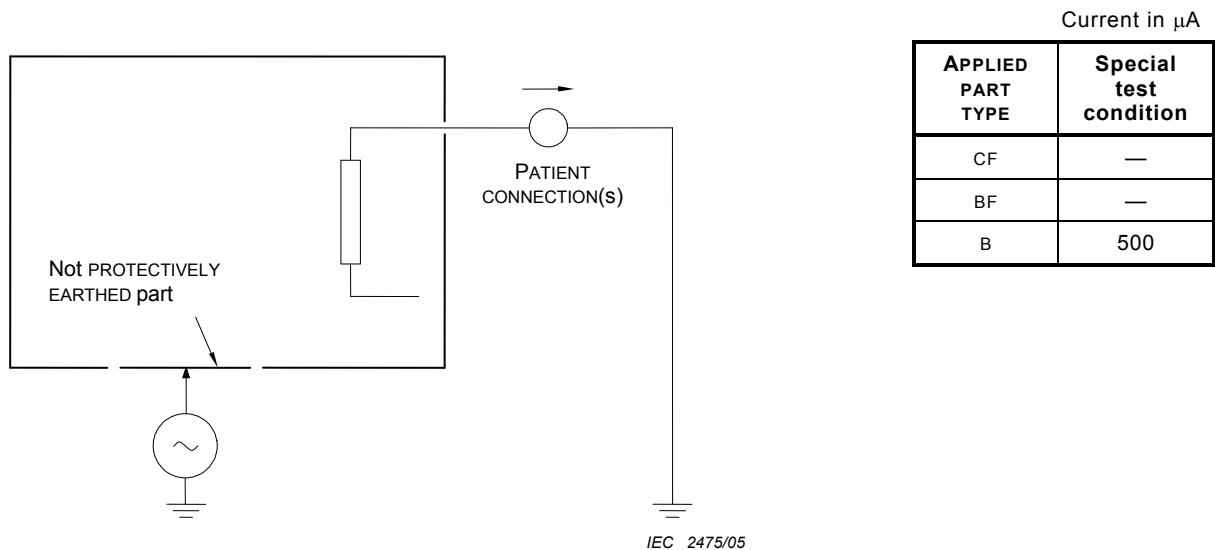 Current in µA
APPLIED PART TYPE
Special test condition
CF —
BF —
B 500
PATIENT
CONNECTION(S)
Not PROTECTIVELY
EARTHED part
IEC 2475/05